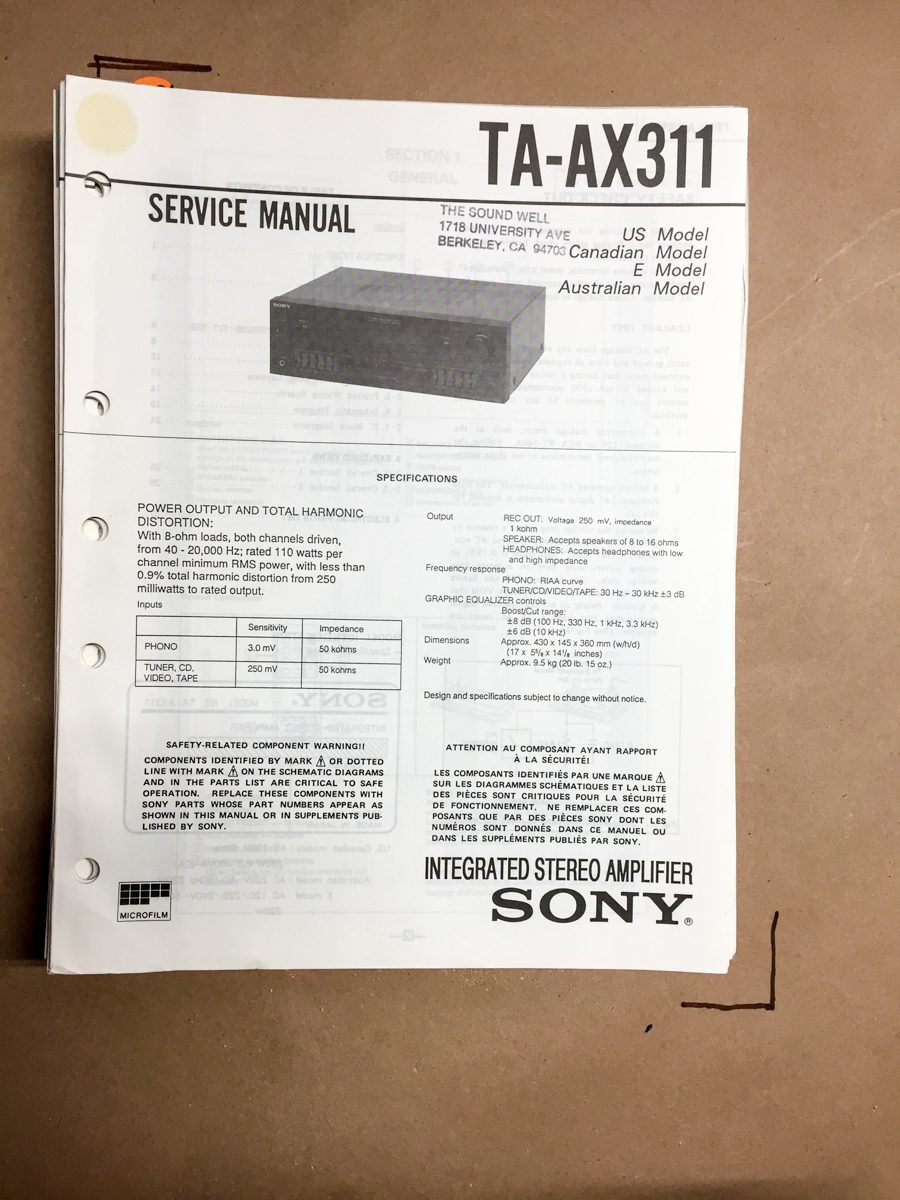 TA-AX311
SERVICE MANUAL
THE SOUND WELL
1718 UNIVERSITY AVE
BERKELEY, CA 94703
US Model
Canadian Model
E Model
Australian Model
SONY
SPECIFICATIONS
POWER OUTPUT AND TOTAL HARMONIC
DISTORTION:
With 8-ohm loads, both channels driven,
from 40 - 20,000 Hz; rated 110 watts per
channel minimum RMS power, with less than
0.9% total harmonic distortion from 250
milliwatts to rated output.
Inputs
Sensitivity Impedance
PHONO 3.0 mV 50 kohms
TUNER, CD, 250 mV 50 kohms
VIDEO, TAPE
Output REC OUT: Voltage 250 mV, impedance
1 kohm
SPEAKER: Accepts speakers of 8 to 16 ohms
HEADPHONES: Accepts headphones with low
and high impedance
Frequency response
PHONO: RIAA curve
TUNER/CD/VIDEO/TAPE: 30 Hz – 30 kHz ±3 dB
GRAPHIC EQUALIZER controls
Boost/Cut range:
±8 dB (100 Hz, 330 Hz, 1 kHz, 3.3 kHz)
±6 dB (10 kHz)
Dimensions Approx. 430 x 145 x 360 mm (w/h/d)
(17 x 5¾ x 14¼ inches)
Weight Approx. 9.5 kg (20 lb. 15 oz.)
Design and specifications subject to change without notice.
SAFETY-RELATED COMPONENT WARNING!!
COMPONENTS IDENTIFIED BY MARK ⚠ OR DOTTED
LINE WITH MARK ⚠ ON THE SCHEMATIC DIAGRAMS
AND IN THE PARTS LIST ARE CRITICAL TO SAFE
OPERATION. REPLACE THESE COMPONENTS WITH
SONY PARTS WHOSE PART NUMBERS APPEAR AS
SHOWN IN THIS MANUAL OR IN SUPPLEMENTS PUB-
LISHED BY SONY.
ATTENTION AU COMPOSANT AYANT RAPPORT
À LA SÉCURITÉ!
LES COMPOSANTS IDENTIFIÉS PAR UNE MARQUE ⚠
SUR LES DIAGRAMMES SCHÉMATIQUES ET LA LISTE
DES PIÈCES SONT CRITIQUES POUR LA SÉCURITÉ
DE FONCTIONNEMENT. NE REMPLACER CES COM-
POSANTS QUE PAR DES PIÈCES SONY DONT LES
NUMÉROS SONT DONNÉS DANS CE MANUEL OU
DANS LES SUPPLÉMENTS PUBLIÉS PAR SONY.
MICROFILM
INTEGRATED STEREO AMPLIFIER
SONY®